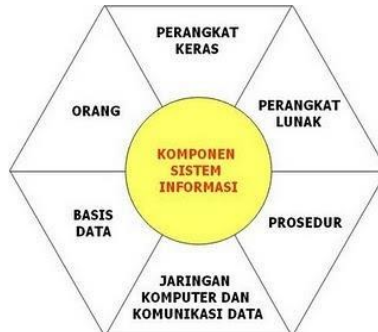 PERANGKAT
KERAS
ORANG
PERANGKAT
LUNAK
KOMPONEN
SISTEM
INFORMASI
BASIS
DATA
PROSEDUR
JARINGAN
KOMPUTER DAN
KOMUNIKASI DATA